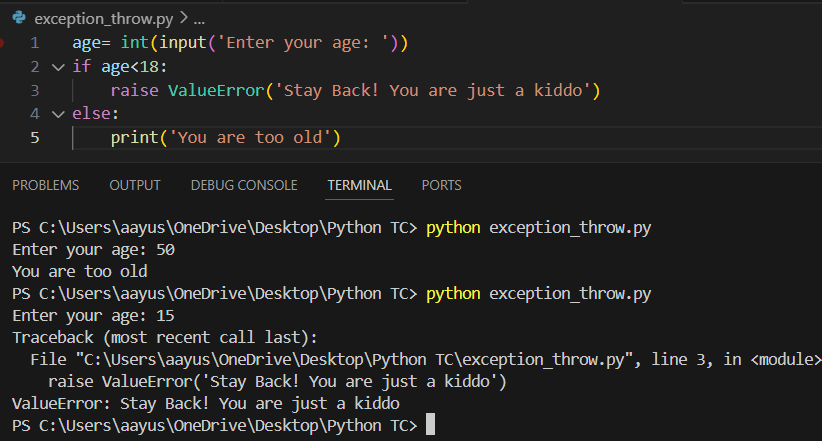 exception_throw.py > ...
1 age= int(input('Enter your age: '))
2 if age<18:
3 raise ValueError('Stay Back! You are just a kiddo')
4 else:
5 print('You are too old')
PROBLEMS OUTPUT DEBUG CONSOLE TERMINAL PORTS
PS C:\Users\aayus\OneDrive\Desktop\Python TC> python exception_throw.py
Enter your age: 50
You are too old
PS C:\Users\aayus\OneDrive\Desktop\Python TC> python exception_throw.py
Enter your age: 15
Traceback (most recent call last):
  File "C:\Users\aayus\OneDrive\Desktop\Python TC\exception_throw.py", line 3, in <module>
    raise ValueError('Stay Back! You are just a kiddo')
ValueError: Stay Back! You are just a kiddo
PS C:\Users\aayus\OneDrive\Desktop\Python TC>